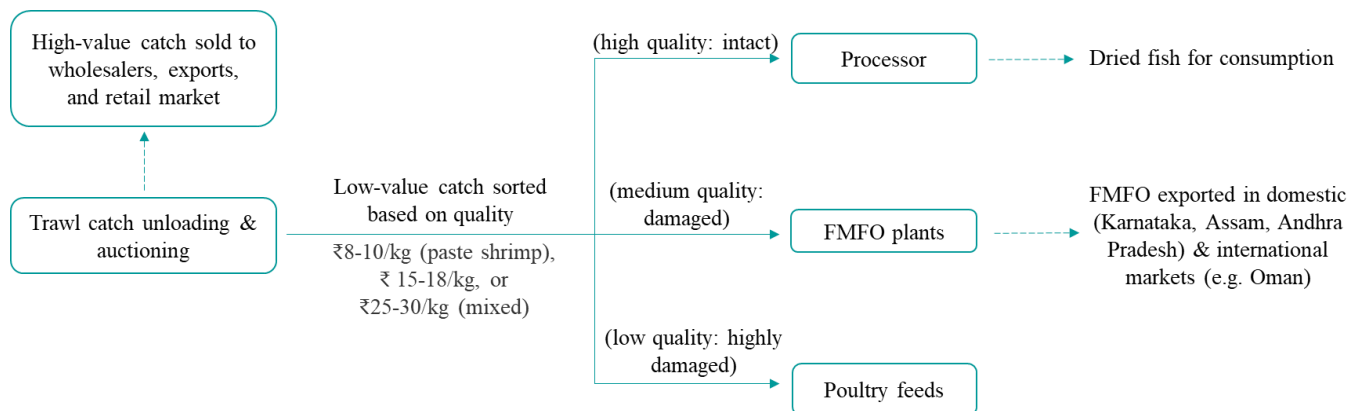 High-value catch sold to
wholesalers, exports,
and retail market
Trawl catch unloading &
auctioning
Low-value catch sorted
based on quality
₹8-10/kg (paste shrimp),
₹ 15-18/kg, or
₹25-30/kg (mixed)
(high quality: intact)
Processor
Dried fish for consumption
(medium quality:
damaged)
FMFO plants
FMFO exported in domestic
(Karnataka, Assam, Andhra
Pradesh) & international
markets (e.g. Oman)
(low quality: highly
damaged)
Poultry feeds